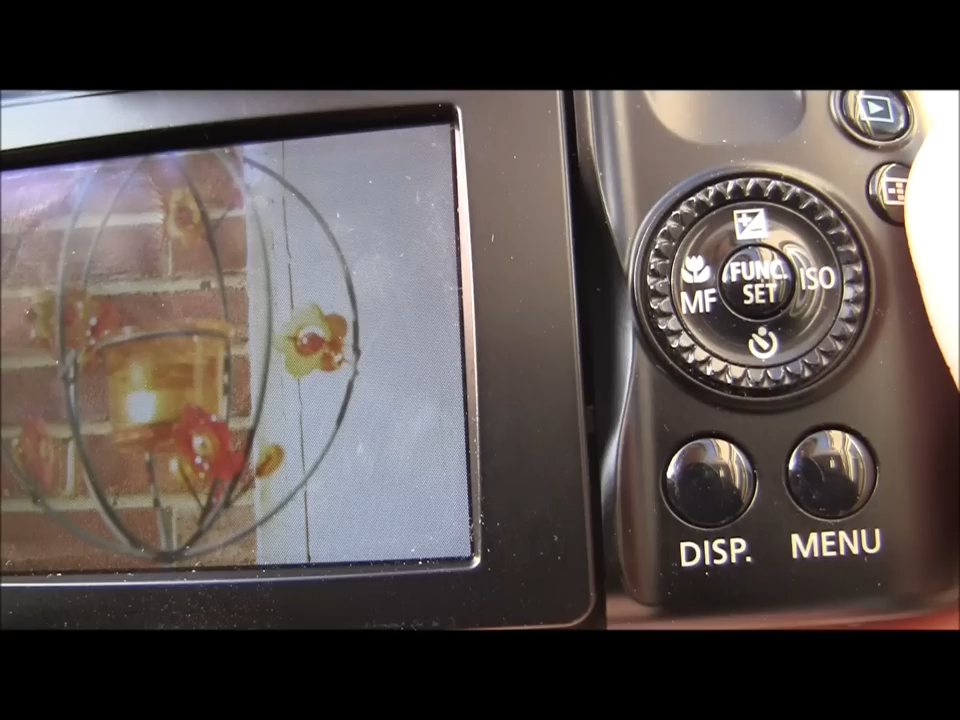 FUNC.
SET
ISO
MF
DISP.
MENU